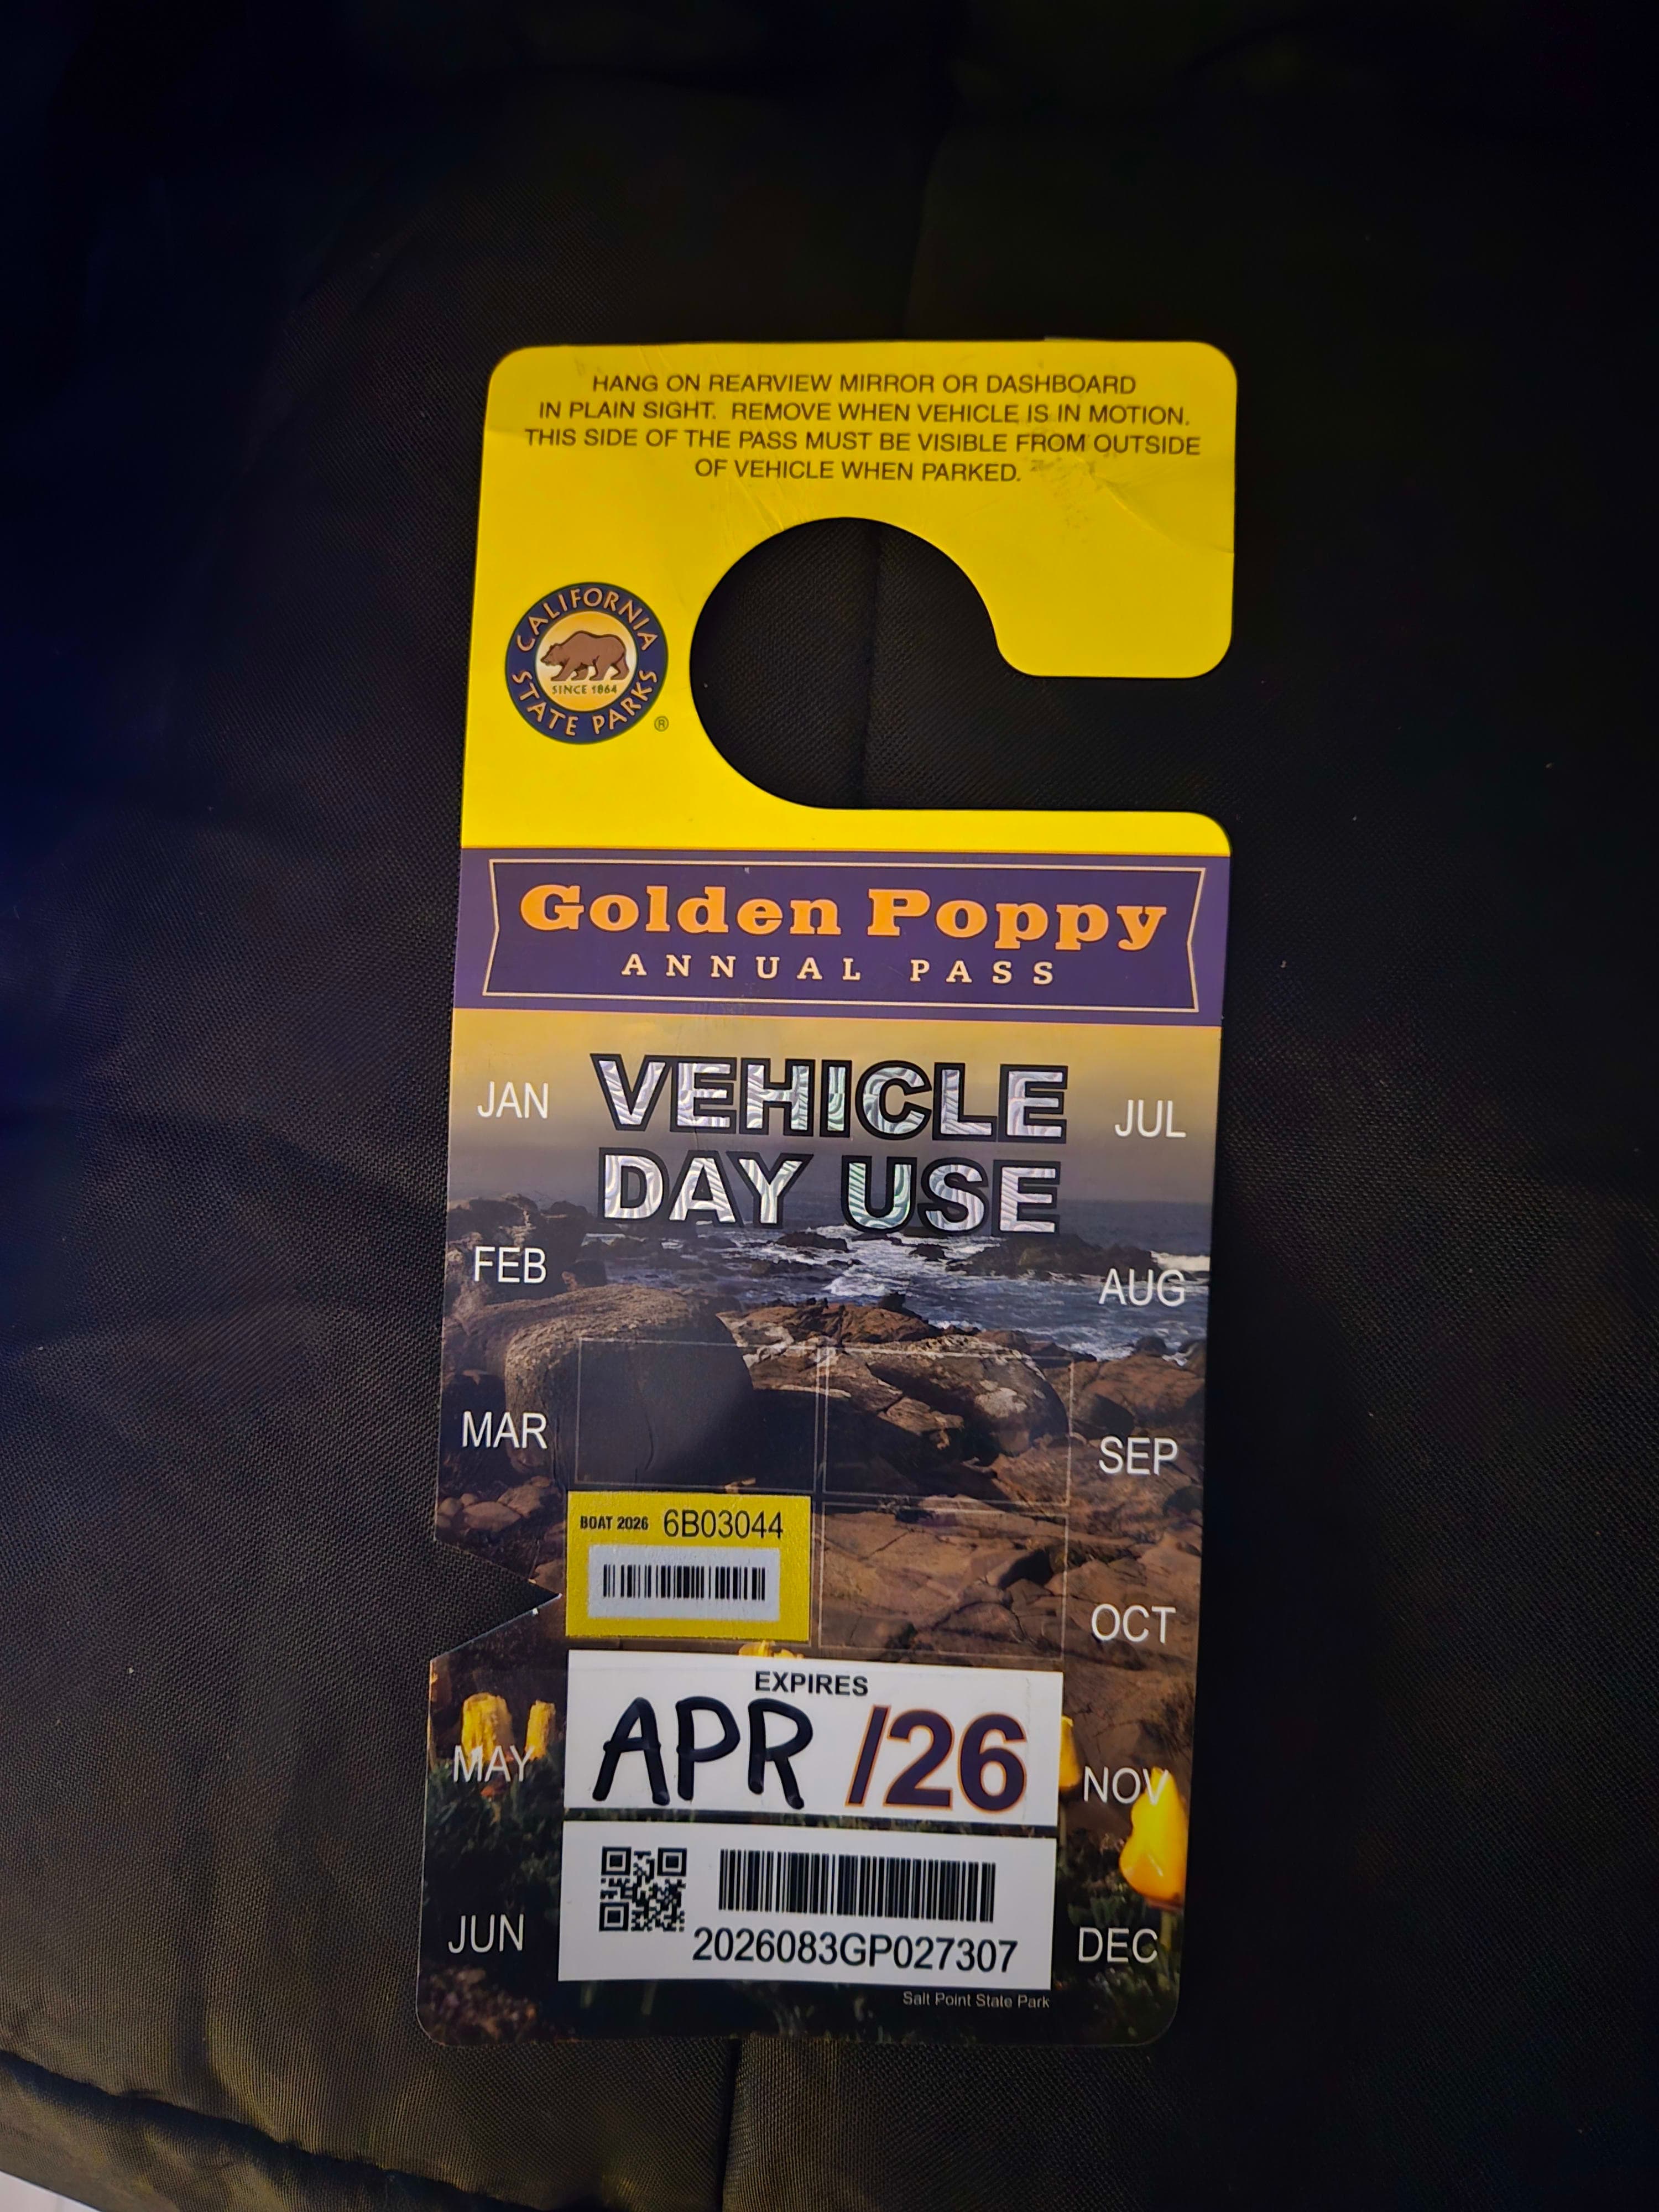 HANG ON REARVIEW MIRROR OR DASHBOARD
IN PLAIN SIGHT. REMOVE WHEN VEHICLE IS IN MOTION.
THIS SIDE OF THE PASS MUST BE VISIBLE FROM OUTSIDE
OF VEHICLE WHEN PARKED.
CALIFORNIA
SINCE 1864
STATE PARKS
®
Golden Poppy
ANNUAL PASS
VEHICLE
DAY USE
JAN
JUL
FEB
AUG
MAR
SEP
BOAT 2026 6B03044
OCT
EXPIRES
APR /26
MAY
NOV
2026083GP027307
JUN
DEC
Salt Point State Park